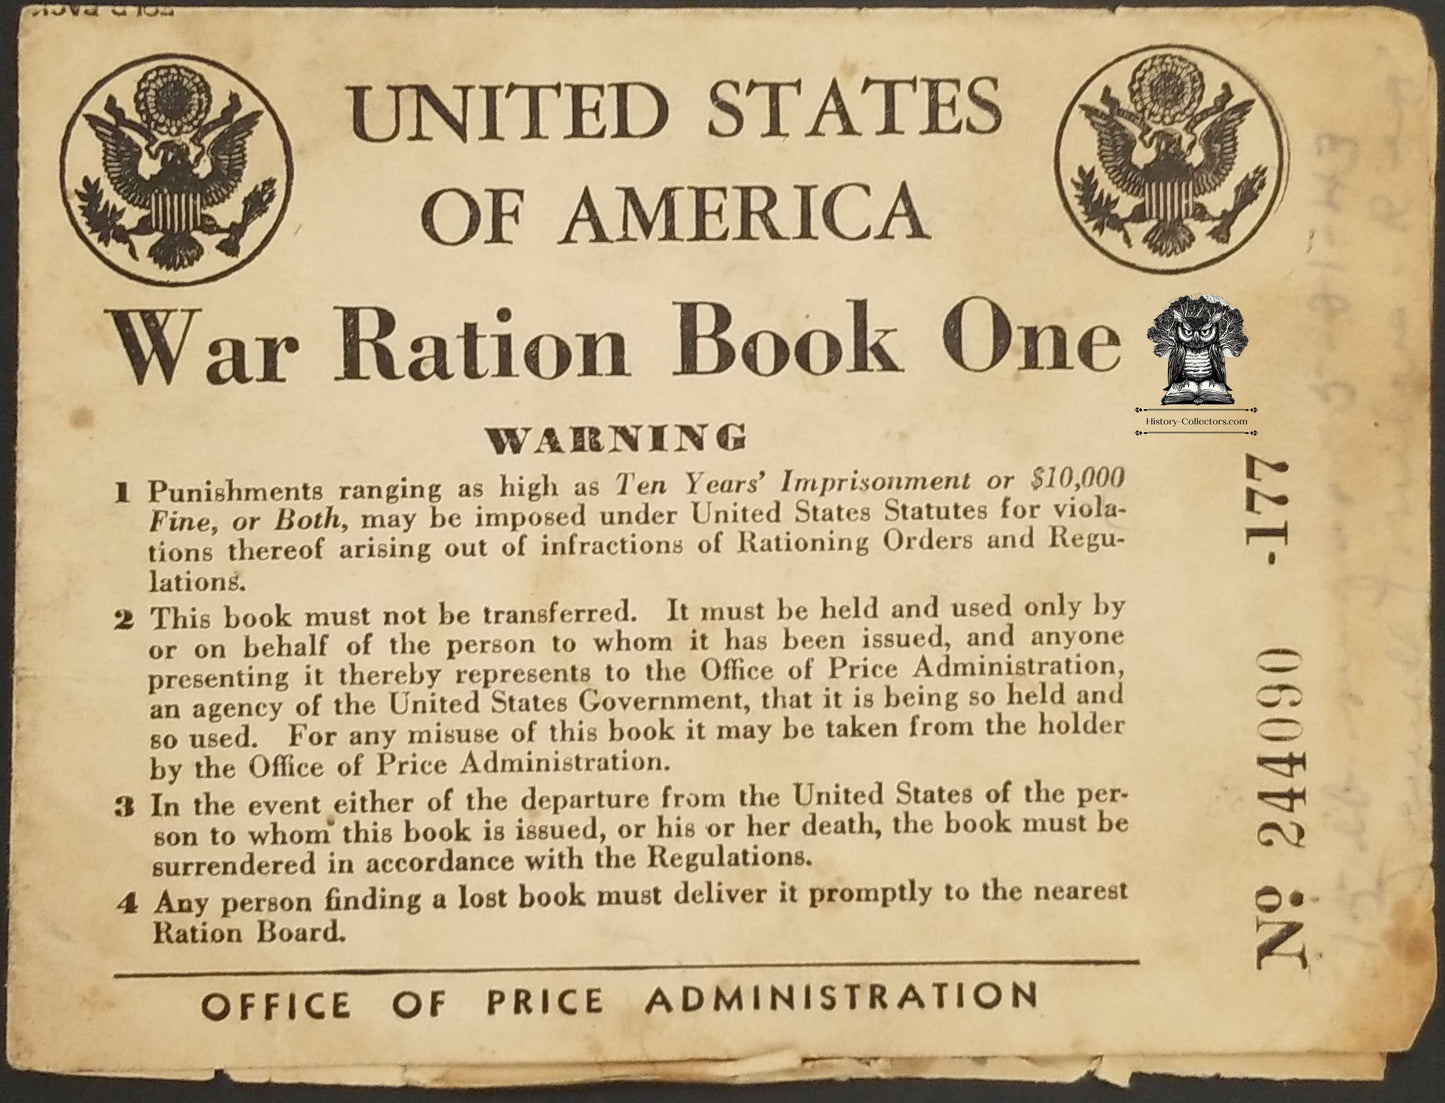 UNITED STATES
OF AMERICA
War Ration Book One
History-Collectors.com
WARNING
1 Punishments ranging as high as Ten Years' Imprisonment or $10,000
Fine, or Both, may be imposed under United States Statutes for viola-
tions thereof arising out of infractions of Rationing Orders and Regu-
lations.
2 This book must not be transferred. It must be held and used only by
or on behalf of the person to whom it has been issued, and anyone
presenting it thereby represents to the Office of Price Administration,
an agency of the United States Government, that it is being so held and
so used. For any misuse of this book it may be taken from the holder
by the Office of Price Administration.
3 In the event either of the departure from the United States of the per-
son to whom this book is issued, or his or her death, the book must be
surrendered in accordance with the Regulations.
4 Any person finding a lost book must deliver it promptly to the nearest
Ration Board.
OFFICE OF PRICE ADMINISTRATION
No 244090 -177